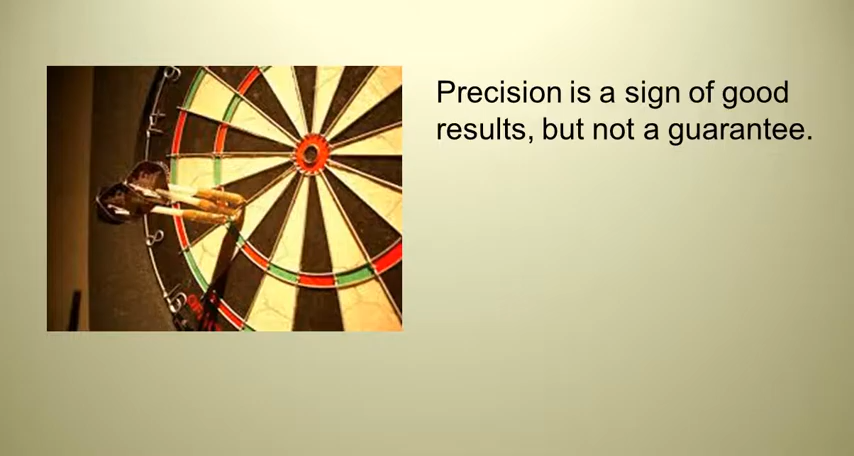 Precision is a sign of good
results, but not a guarantee.